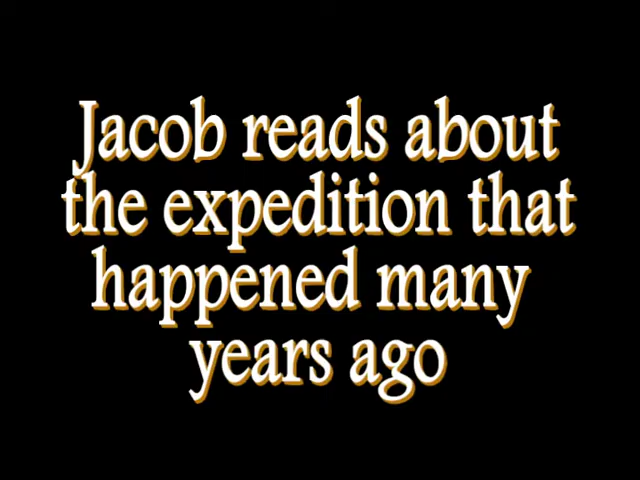 Jacob reads about
the expedition that
happened many
years ago